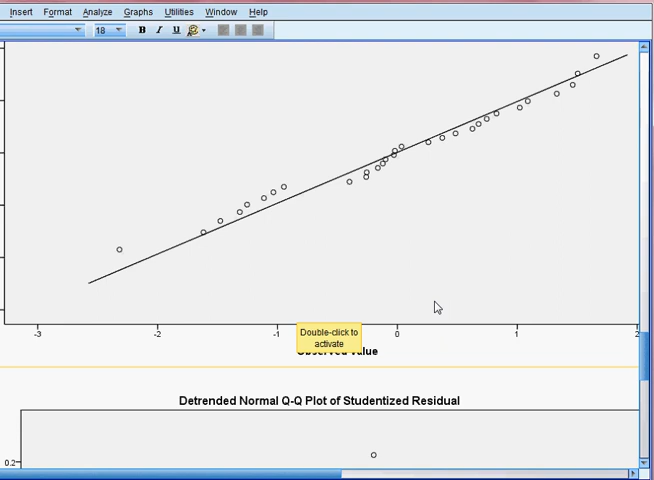 Insert Format Analyze Graphs Utilities Window Help
18 B I U
-3 -2 -1 0 1 2
Double-click to
activate
Observed Value
Detrended Normal Q-Q Plot of Studentized Residual
0.2